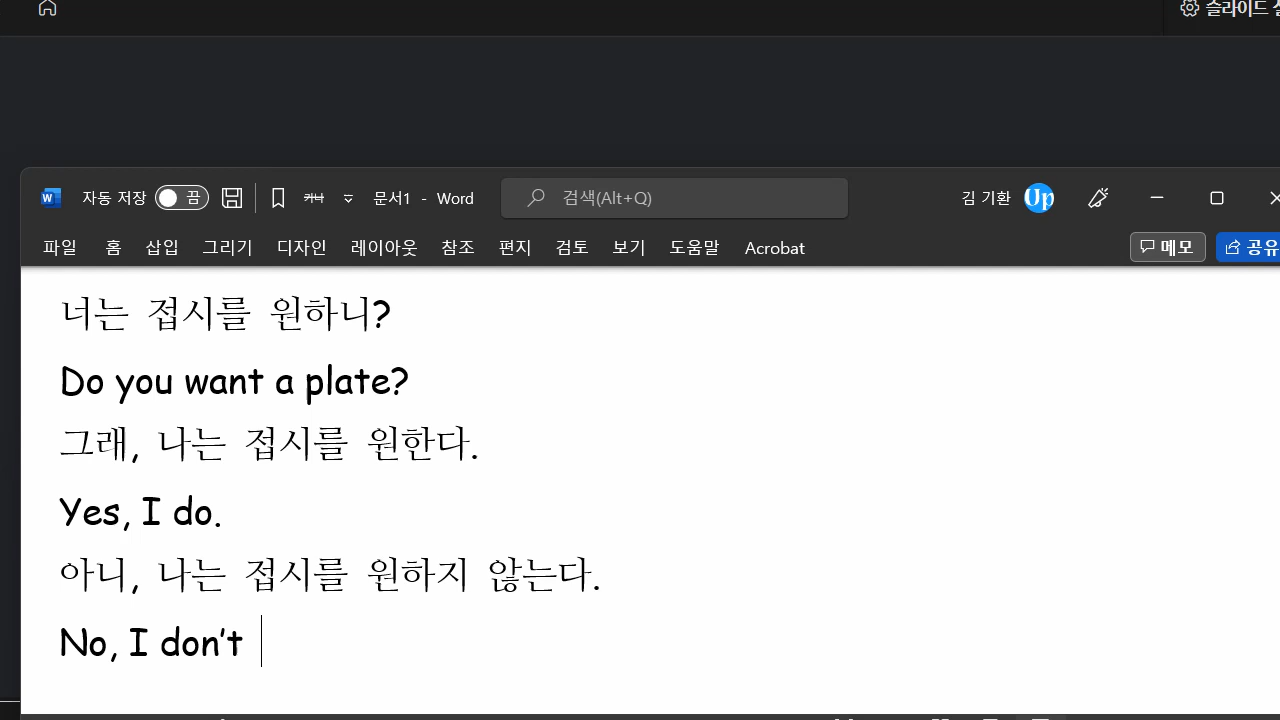 슬라이드
자동 저장 끔 가나 문서1 - Word 검색(Alt+Q) 김 기환 Up
파일 홈 삽입 그리기 디자인 레이아웃 참조 편지 검토 보기 도움말 Acrobat 메모 공유
너는 접시를 원하니?
Do you want a plate?
그래, 나는 접시를 원한다.
Yes, I do.
아니, 나는 접시를 원하지 않는다.
No, I don't